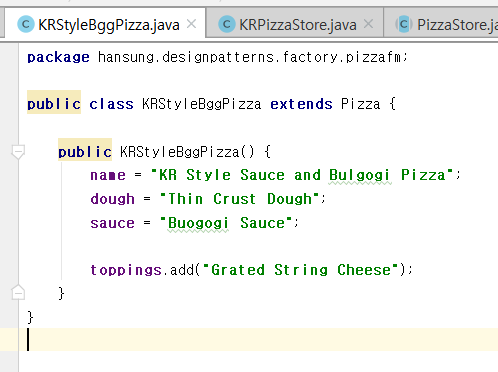 KRStyleBggPizza.java KRPizzaStore.java PizzaStore.ja
package hansung.designpatterns.factory.pizzafm;
public class KRStyleBggPizza extends Pizza {
public KRStyleBggPizza() {
name = "KR Style Sauce and Bulgogi Pizza";
dough = "Thin Crust Dough";
sauce = "Buogogi Sauce";
toppings.add("Grated String Cheese");
}
}